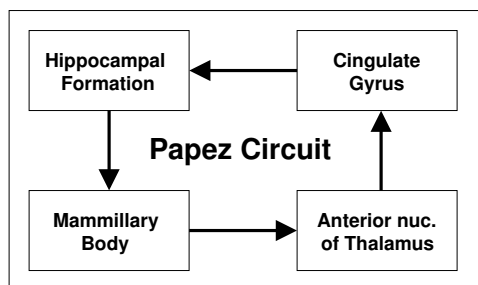 Hippocampal
Formation
Cingulate
Gyrus
Papez Circuit
Mammillary
Body
Anterior nuc.
of Thalamus